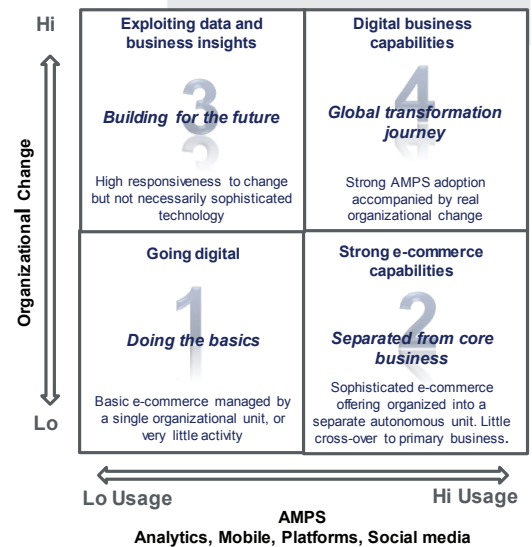 Hi
Organizational Change
Lo
Exploiting data and
business insights
3
Building for the future
High responsiveness to change
but not necessarily sophisticated
technology
Digital business
capabilities
4
Global transformation
journey
Strong AMPS adoption
accompanied by real
organizational change
Going digital
1
Doing the basics
Basic e-commerce managed by
a single organizational unit, or
very little activity
Strong e-commerce
capabilities
2
Separated from core
business
Sophisticated e-commerce
offering organized into a
separate autonomous unit. Little
cross-over to primary business.
Lo Usage
Hi Usage
AMPS
Analytics, Mobile, Platforms, Social media